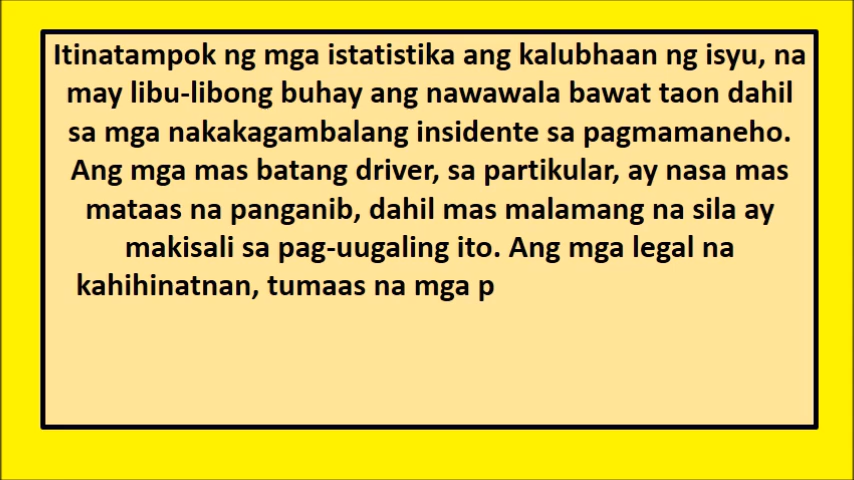 Itinatampok ng mga istatistika ang kalubhaan ng isyu, na
may libu-libong buhay ang nawawala bawat taon dahil
sa mga nakakagambalang insidente sa pagmamaneho.
Ang mga mas batang driver, sa partikular, ay nasa mas
mataas na panganib, dahil mas malamang na sila ay
makisali sa pag-uugaling ito. Ang mga legal na
kahihinatnan, tumaas na mga p